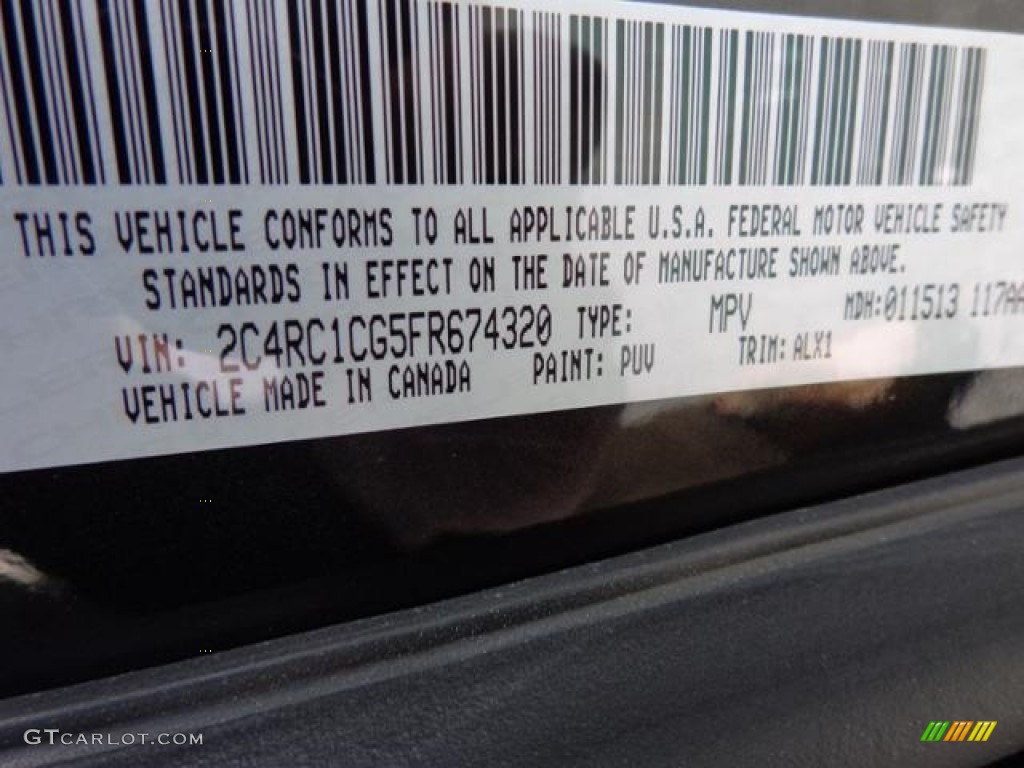 THIS VEHICLE CONFORMS TO ALL APPLICABLE U.S.A. FEDERAL MOTOR VEHICLE SAFETY
STANDARDS IN EFFECT ON THE DATE OF MANUFACTURE SHOWN ABOVE.
VIN: 2C4RC1CG5FR674320 TYPE: MPV MDH:011513 117AA
VEHICLE MADE IN CANADA PAINT: PUV TRIM: ALX1
GTCARLOT.COM